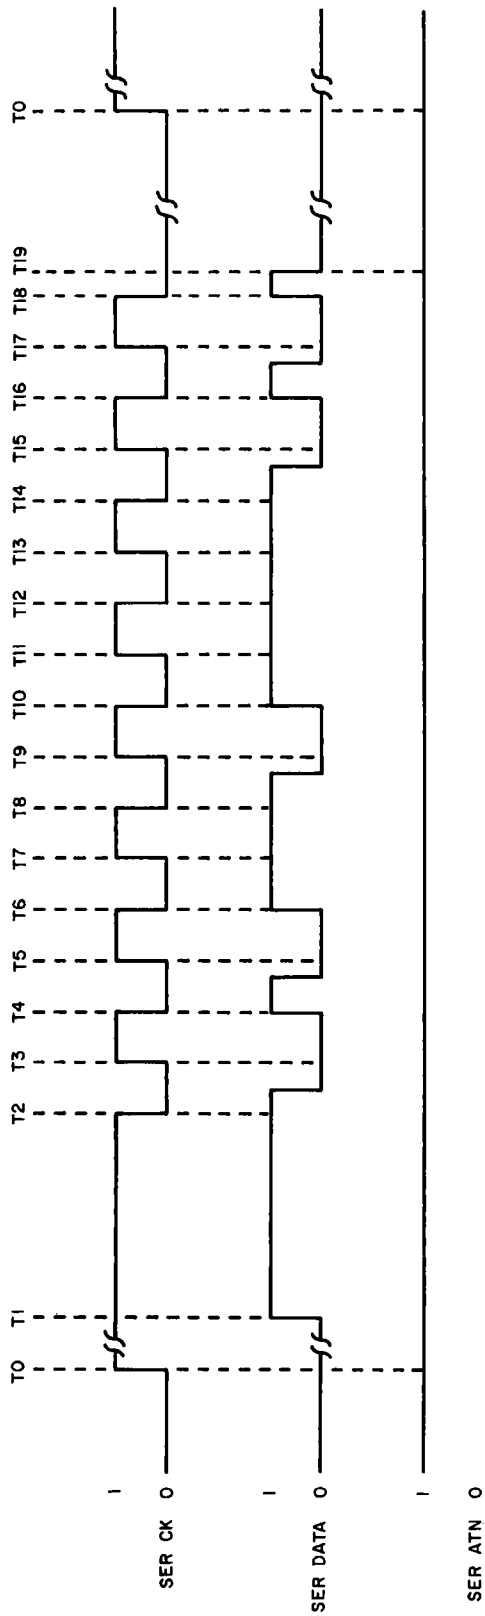 T0 T1 T2 T3 T4 T5 T6 T7 T8 T9 T10 T11 T12 T13 T14 T15 T16 T17 T18 T19 T0
1
SER CK 0
1
SER DATA 0
1
SER ATN 0